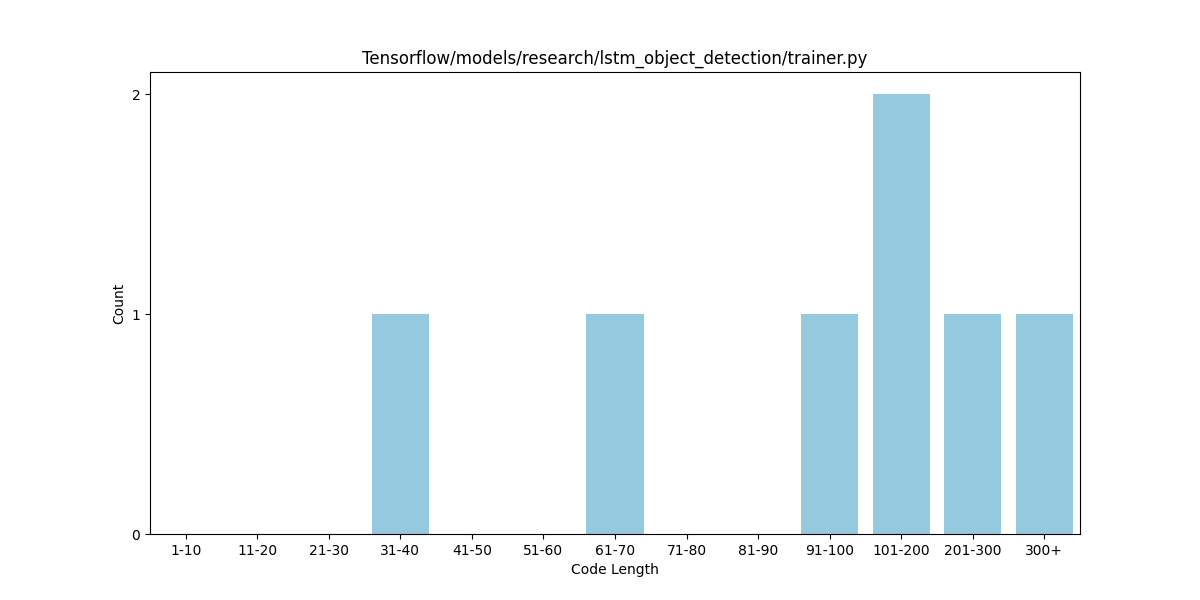 Tensorflow/models/research/lstm_object_detection/trainer.py
2
1
0
Count
1-10 11-20 21-30 31-40 41-50 51-60 61-70 71-80 81-90 91-100 101-200 201-300 300+
Code Length